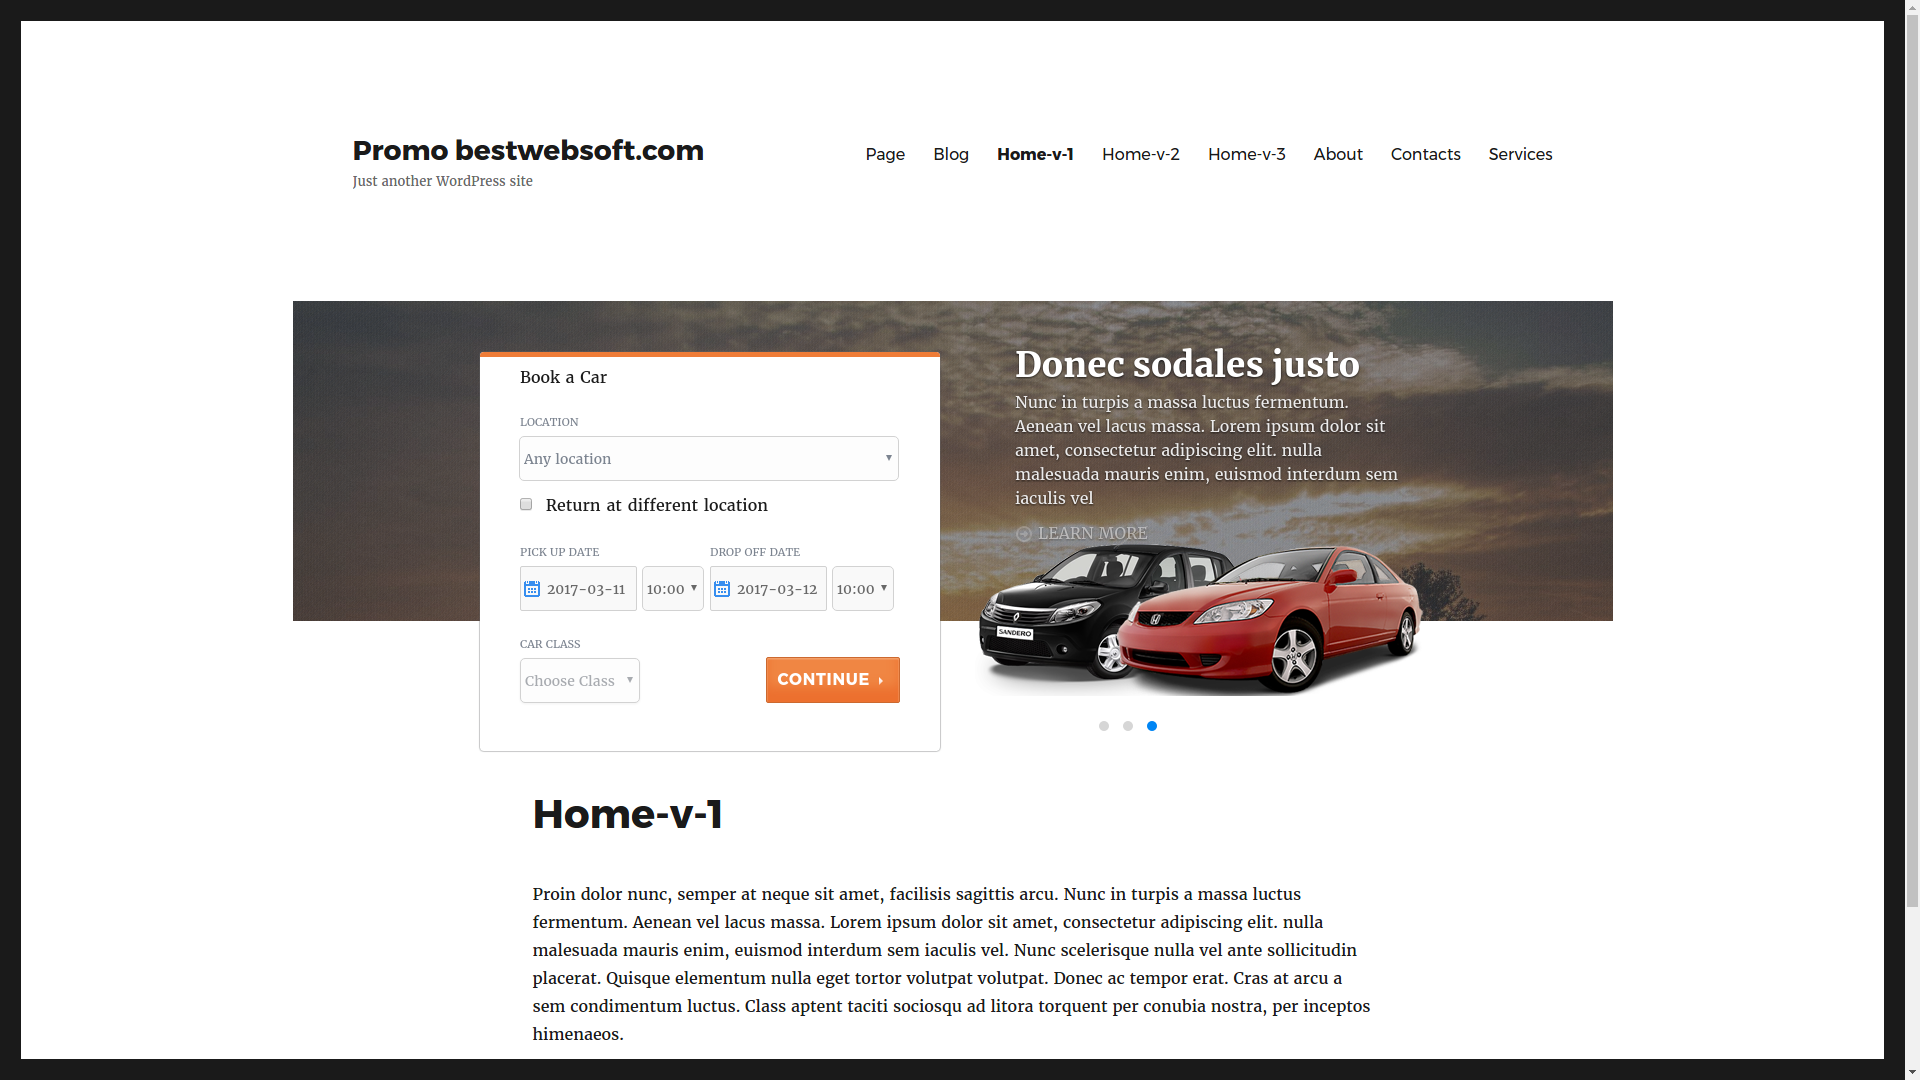 Promo bestwebsoft.com
Just another WordPress site
Page Blog Home-v-1 Home-v-2 Home-v-3 About Contacts Services
Book a Car
LOCATION
Any location
Return at different location
PICK UP DATE DROP OFF DATE
2017-03-11 10:00 2017-03-12 10:00
CAR CLASS
Choose Class
CONTINUE
Donec sodales justo
Nunc in turpis a massa luctus fermentum.
Aenean vel lacus massa. Lorem ipsum dolor sit
amet, consectetur adipiscing elit. nulla
malesuada mauris enim, euismod interdum sem
iaculis vel
LEARN MORE
SANDERO
Home-v-1
Proin dolor nunc, semper at neque sit amet, facilisis sagittis arcu. Nunc in turpis a massa luctus
fermentum. Aenean vel lacus massa. Lorem ipsum dolor sit amet, consectetur adipiscing elit. nulla
malesuada mauris enim, euismod interdum sem iaculis vel. Nunc scelerisque nulla vel ante sollicitudin
placerat. Quisque elementum nulla eget tortor volutpat volutpat. Donec ac tempor erat. Cras at arcu a
sem condimentum luctus. Class aptent taciti sociosqu ad litora torquent per conubia nostra, per inceptos
himenaeos.